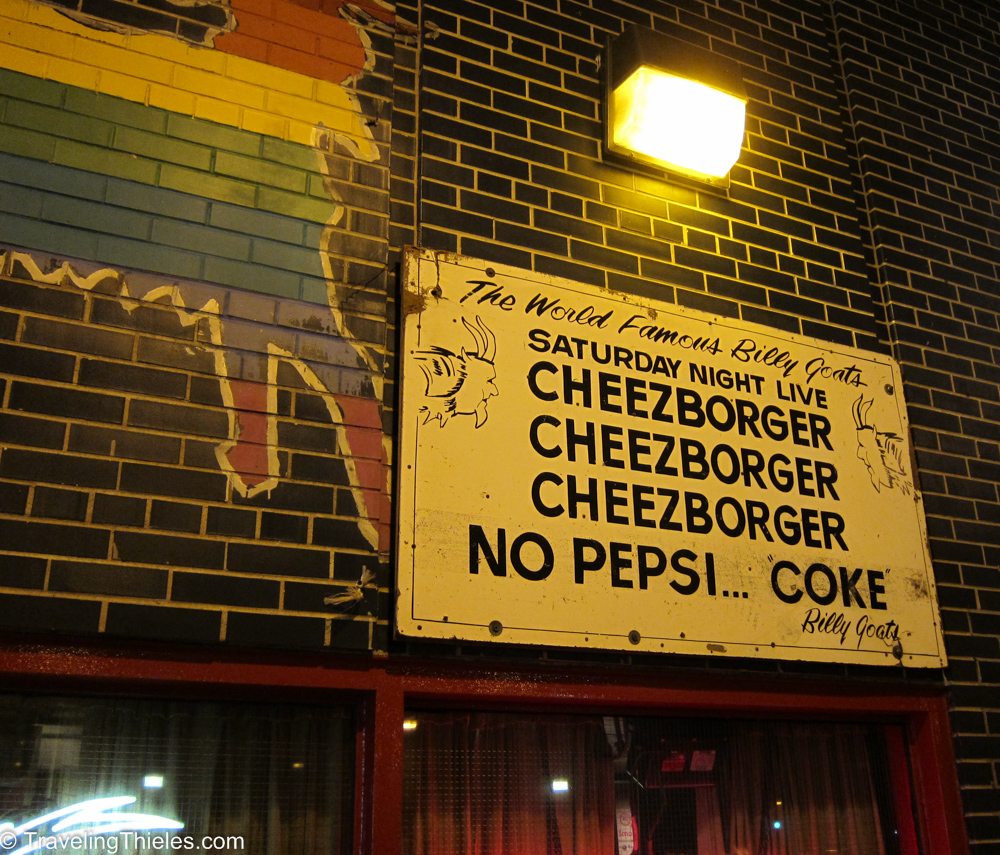 The World Famous Billy Goats
SATURDAY NIGHT LIVE
CHEEZBORGER
CHEEZBORGER
CHEEZBORGER
NO PEPSI... "COKE"
Billy Goats
© TravelingThieles.com